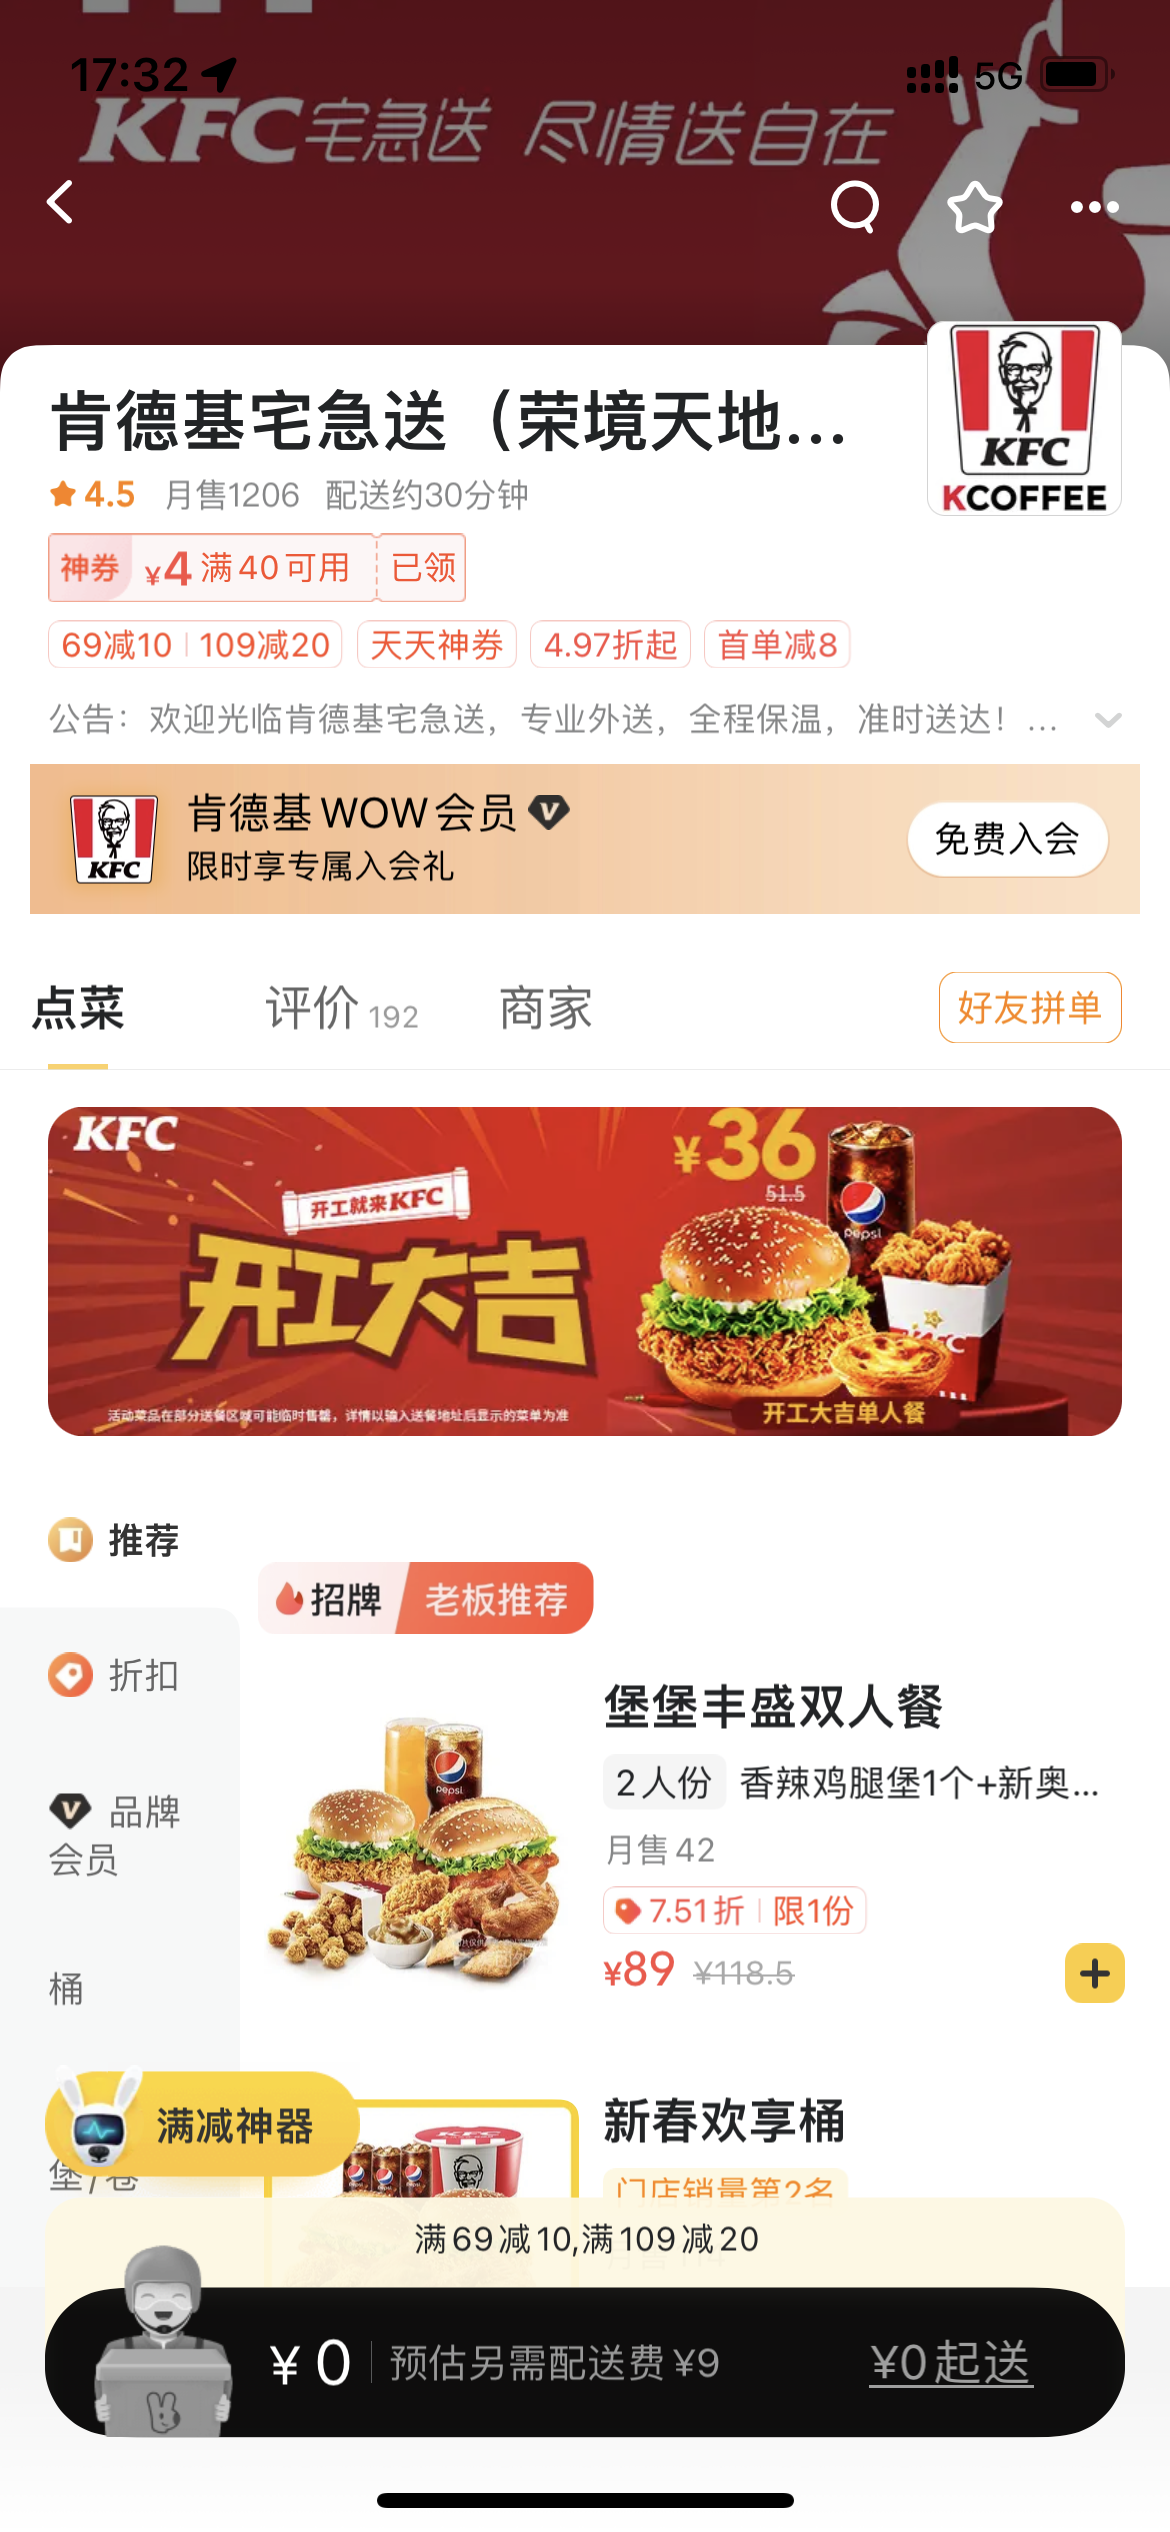 17:32
5G
KFC宅急送 尽情送自在
肯德基宅急送（荣境天地...
KFC
KCOFFEE
4.5 月售1206 配送约30分钟
神券 ¥4 满40可用 已领
69减10 109减20 天天神券 4.97折起 首单减8
公告：欢迎光临肯德基宅急送，专业外送，全程保温，准时送达！...
KFC
肯德基WOW会员 V
限时享专属入会礼
免费入会
点菜 评价 192 商家 好友拼单
KFC
¥36
51.5
开工就来KFC
开工大吉
pepsi
KFC
活动菜品在部分送餐区域可能临时售罄，详情以输入送餐地址后显示的菜单为准
开工大吉单人餐
推荐
招牌 老板推荐
折扣
堡堡丰盛双人餐
pepsi
2人份 香辣鸡腿堡1个+新奥...
V 品牌
会员
月售42
7.51折 限1份
¥89 ¥118.5
桶
满减神器
新春欢享桶
KFC
堡/卷
门店销量第2名
满69减10,满109减20
¥0 预估另需配送费¥9 ¥0起送